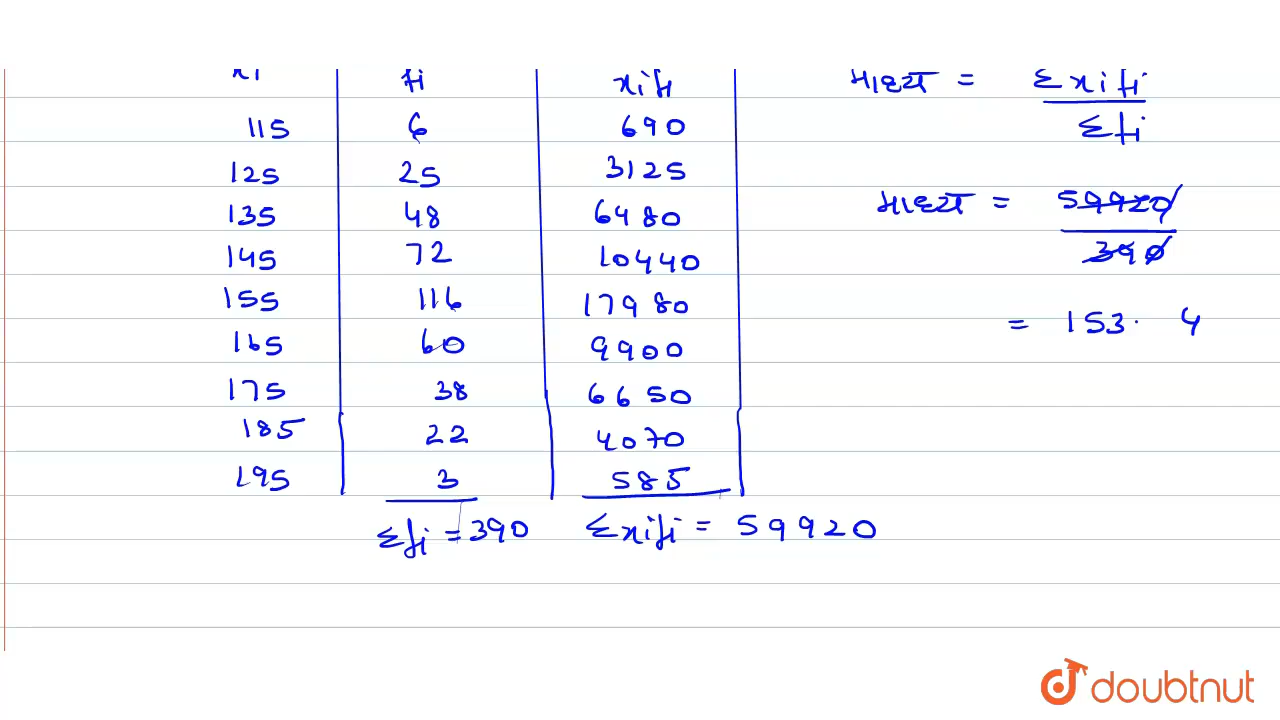 xi fi xifi माध्य = Σxifi / Σfi
115 6 690
125 25 3125
135 48 6480 माध्य = 59920 / 390
145 72 10440
155 116 17980 = 153. 4
165 60 9900
175 38 6650
185 22 4070
195 3 585
Σfi = 390 Σxifi = 59920
doubtnut